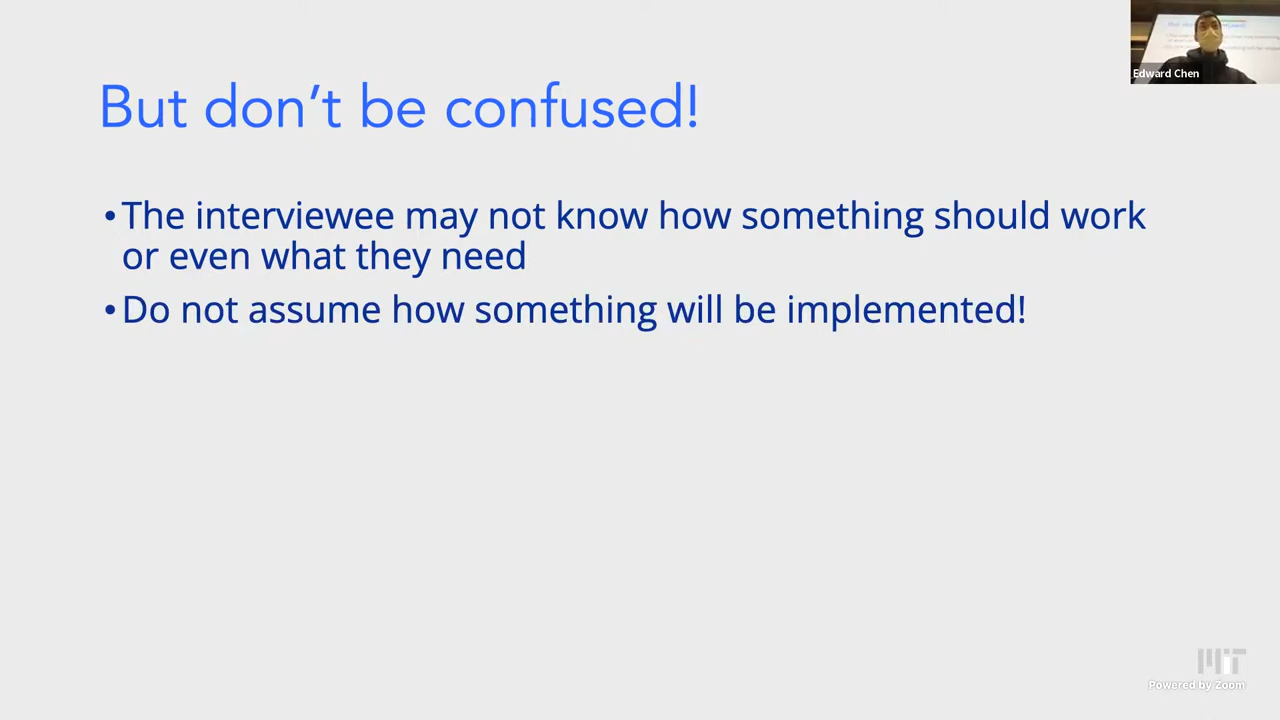 Edward Chen
But don't be confused!
•The interviewee may not know how something should work
or even what they need
•Do not assume how something will be implemented!
MIT
Powered by Zoom